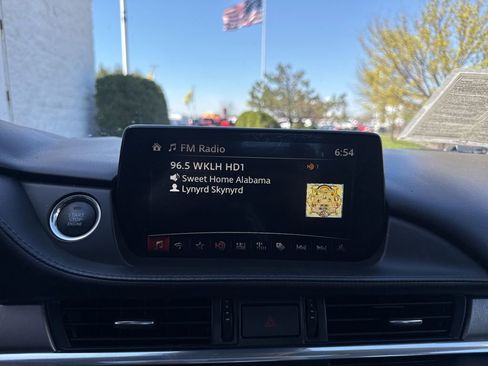 FM Radio 6:54
96.5 WKLH HD1
Sweet Home Alabama
Lynyrd Skynyrd
START
STOP
ENGINE